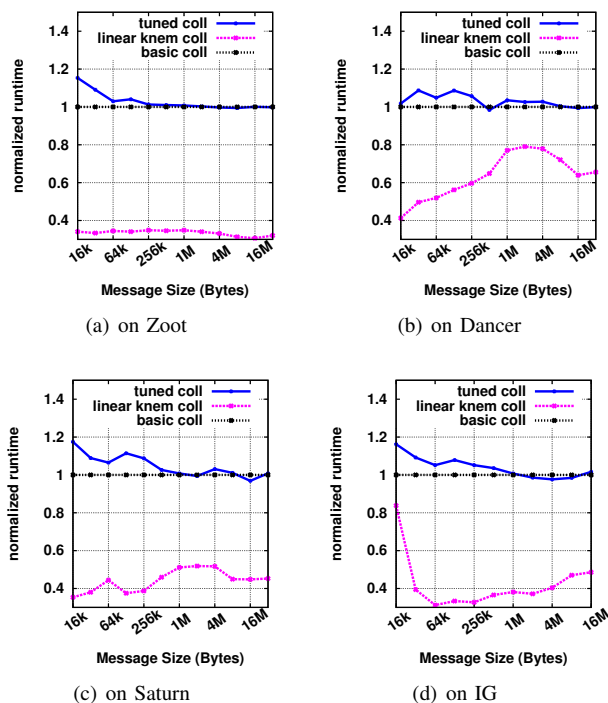 tuned coll
linear knem coll
basic coll
1.4
1.2
1
0.8
0.6
0.4
normalized runtime
16k 64k 256k 1M 4M 16M
Message Size (Bytes)
(a) on Zoot
tuned coll
linear knem coll
basic coll
1.4
1.2
1
0.8
0.6
0.4
normalized runtime
16k 64k 256k 1M 4M 16M
Message Size (Bytes)
(b) on Dancer
tuned coll
linear knem coll
basic coll
1.4
1.2
1
0.8
0.6
0.4
normalized runtime
16k 64k 256k 1M 4M 16M
Message Size (Bytes)
(c) on Saturn
tuned coll
linear knem coll
basic coll
1.4
1.2
1
0.8
0.6
0.4
normalized runtime
16k 64k 256k 1M 4M 16M
Message Size (Bytes)
(d) on IG